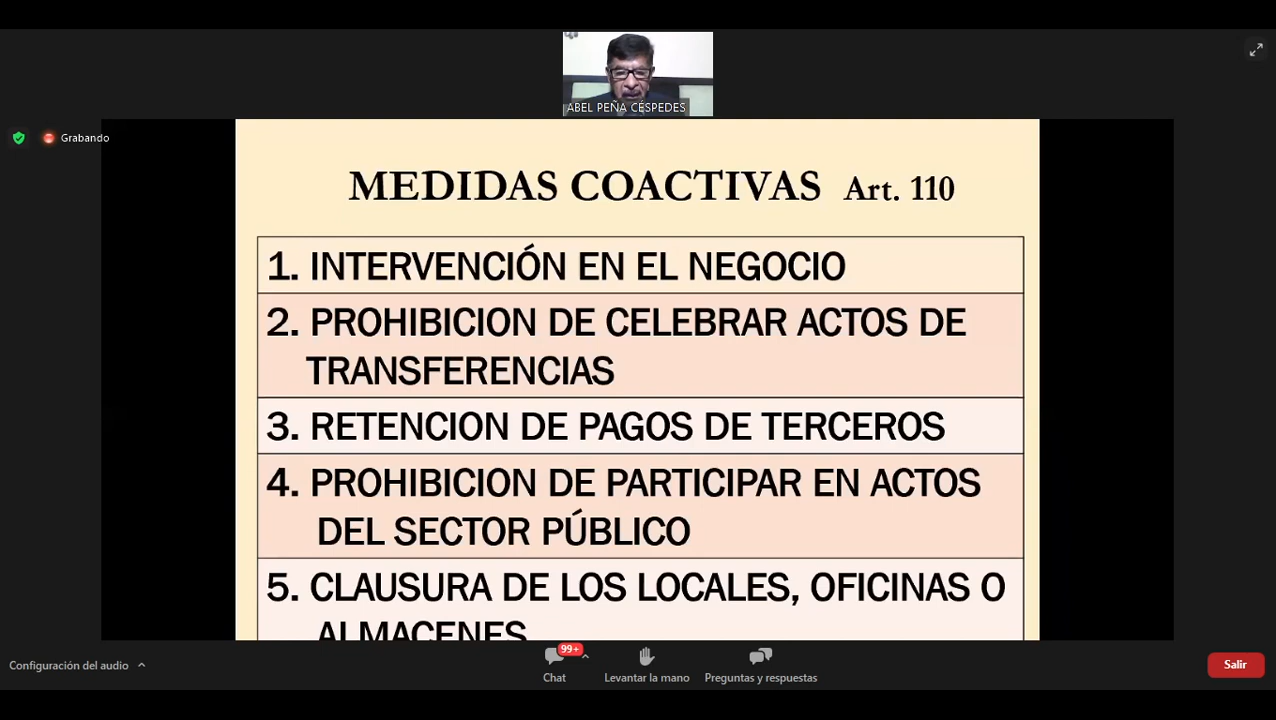 ABEL PEÑA CÉSPEDES
Grabando
MEDIDAS COACTIVAS Art. 110
1. INTERVENCIÓN EN EL NEGOCIO
2. PROHIBICION DE CELEBRAR ACTOS DE
TRANSFERENCIAS
3. RETENCION DE PAGOS DE TERCEROS
4. PROHIBICION DE PARTICIPAR EN ACTOS
DEL SECTOR PÚBLICO
5. CLAUSURA DE LOS LOCALES, OFICINAS O
ALMACENES
Configuración del audio
99+
Chat
Levantar la mano
Preguntas y respuestas
Salir